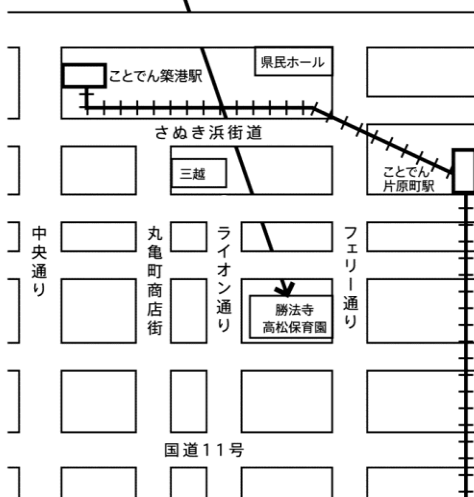 県民ホール
ことでん築港駅
さぬき浜街道
三越
ことでん
片原町駅
中央通り
丸亀町商店街
ライオン通り
フェリー通り
勝法寺
高松保育園
国道11号